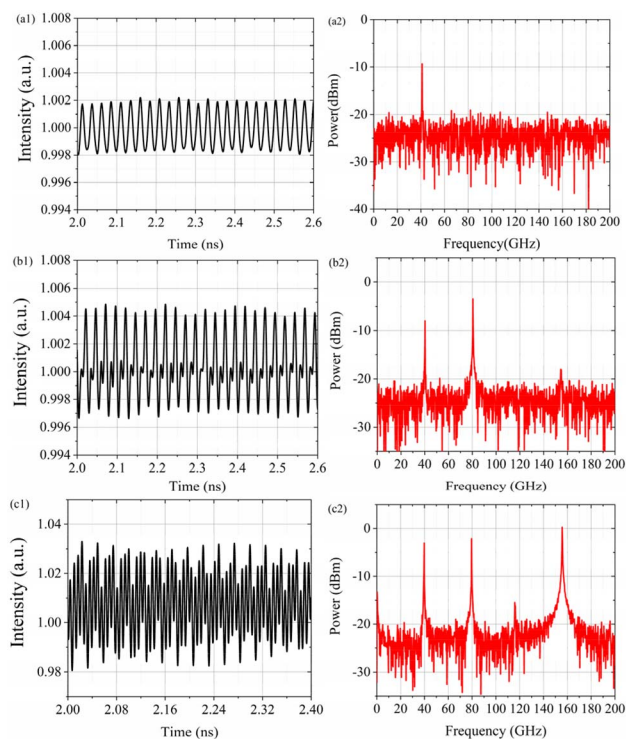 (a1)
1.008
1.006
1.004
1.002
1.000
0.998
0.996
0.994
Intensity (a.u.)
2.0 2.1 2.2 2.3 2.4 2.5 2.6
Time (ns)
(a2)
0
-10
-20
-30
-40
Power(dBm)
0 20 40 60 80 100 120 140 160 180 200
Frequency(GHz)
(b1)
1.008
1.006
1.004
1.002
1.000
0.998
0.996
0.994
Intensity (a.u.)
2.0 2.1 2.2 2.3 2.4 2.5 2.6
Time (ns)
(b2)
0
-10
-20
-30
Power (dBm)
0 20 40 60 80 100 120 140 160 180 200
Frequency (GHz)
(c1)
1.04
1.02
1.00
0.98
Intensity (a.u.)
2.00 2.08 2.16 2.24 2.32 2.40
Time (ns)
(c2)
0
-10
-20
-30
Power (dBm)
0 20 40 60 80 100 120 140 160 180 200
Frequency (GHz)